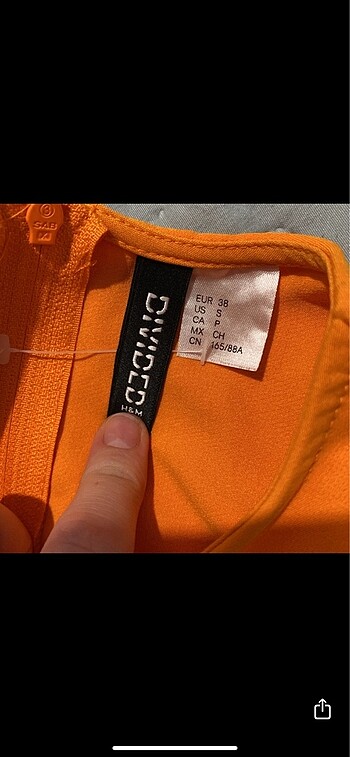 DIVIDED
H&M
EUR 38
US S
CA P
MX CH
CN 165/88A